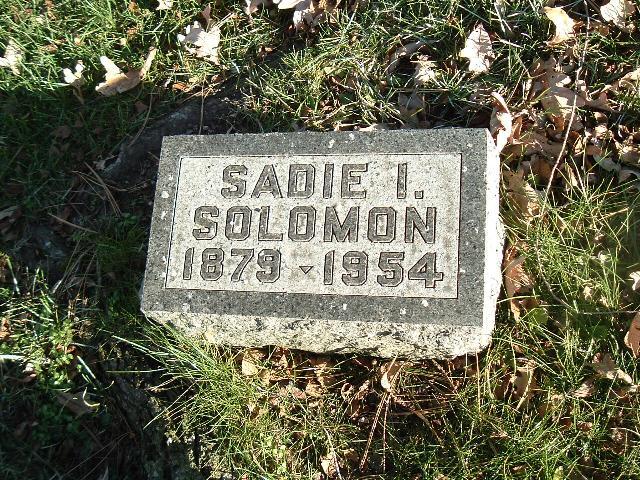 SADIE I.
SOLOMON
1879 - 1954